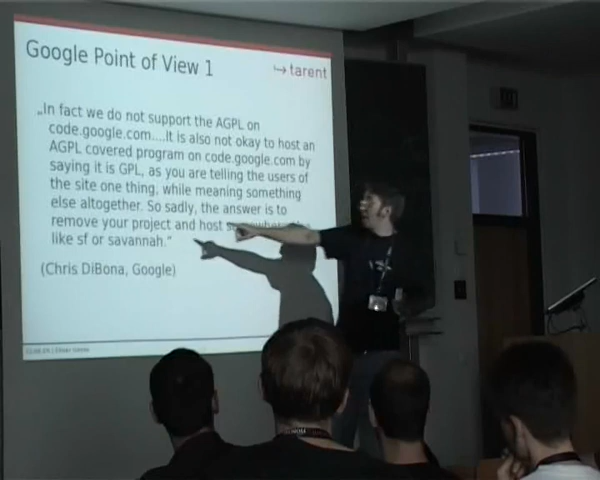 Google Point of View 1
↦tarent
„In fact we do not support the AGPL on
code.google.com....It is also not okay to host an
AGPL covered program on code.google.com by
saying it is GPL, as you are telling the users of
the site one thing, while meaning something
else altogether. So sadly, the answer is to
remove your project and host
like sf or savannah.“
(Chris DiBona, Google)